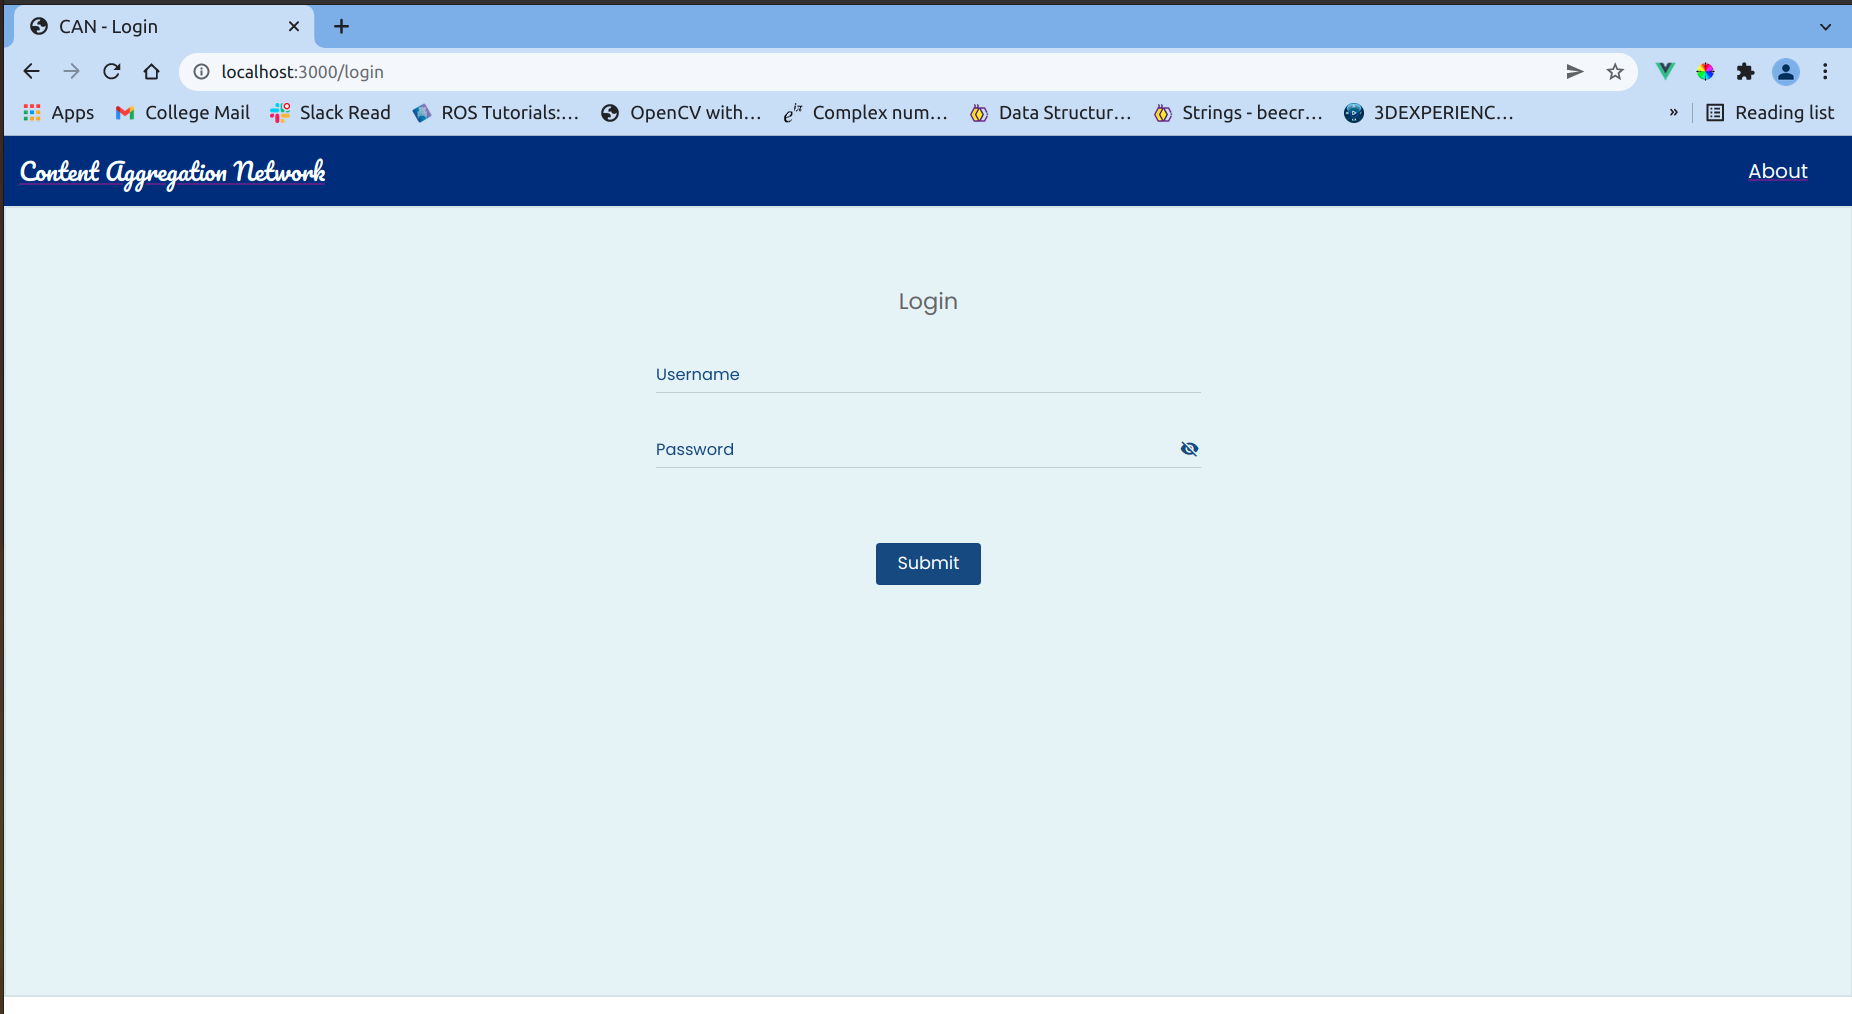 CAN - Login
localhost:3000/login
Apps College Mail Slack Read ROS Tutorials:... OpenCV with... eiπ Complex num... Data Structur... Strings - beecr... 3DEXPERIENC... » Reading list
Content Aggregation Network About
Login
Username
Password
Submit